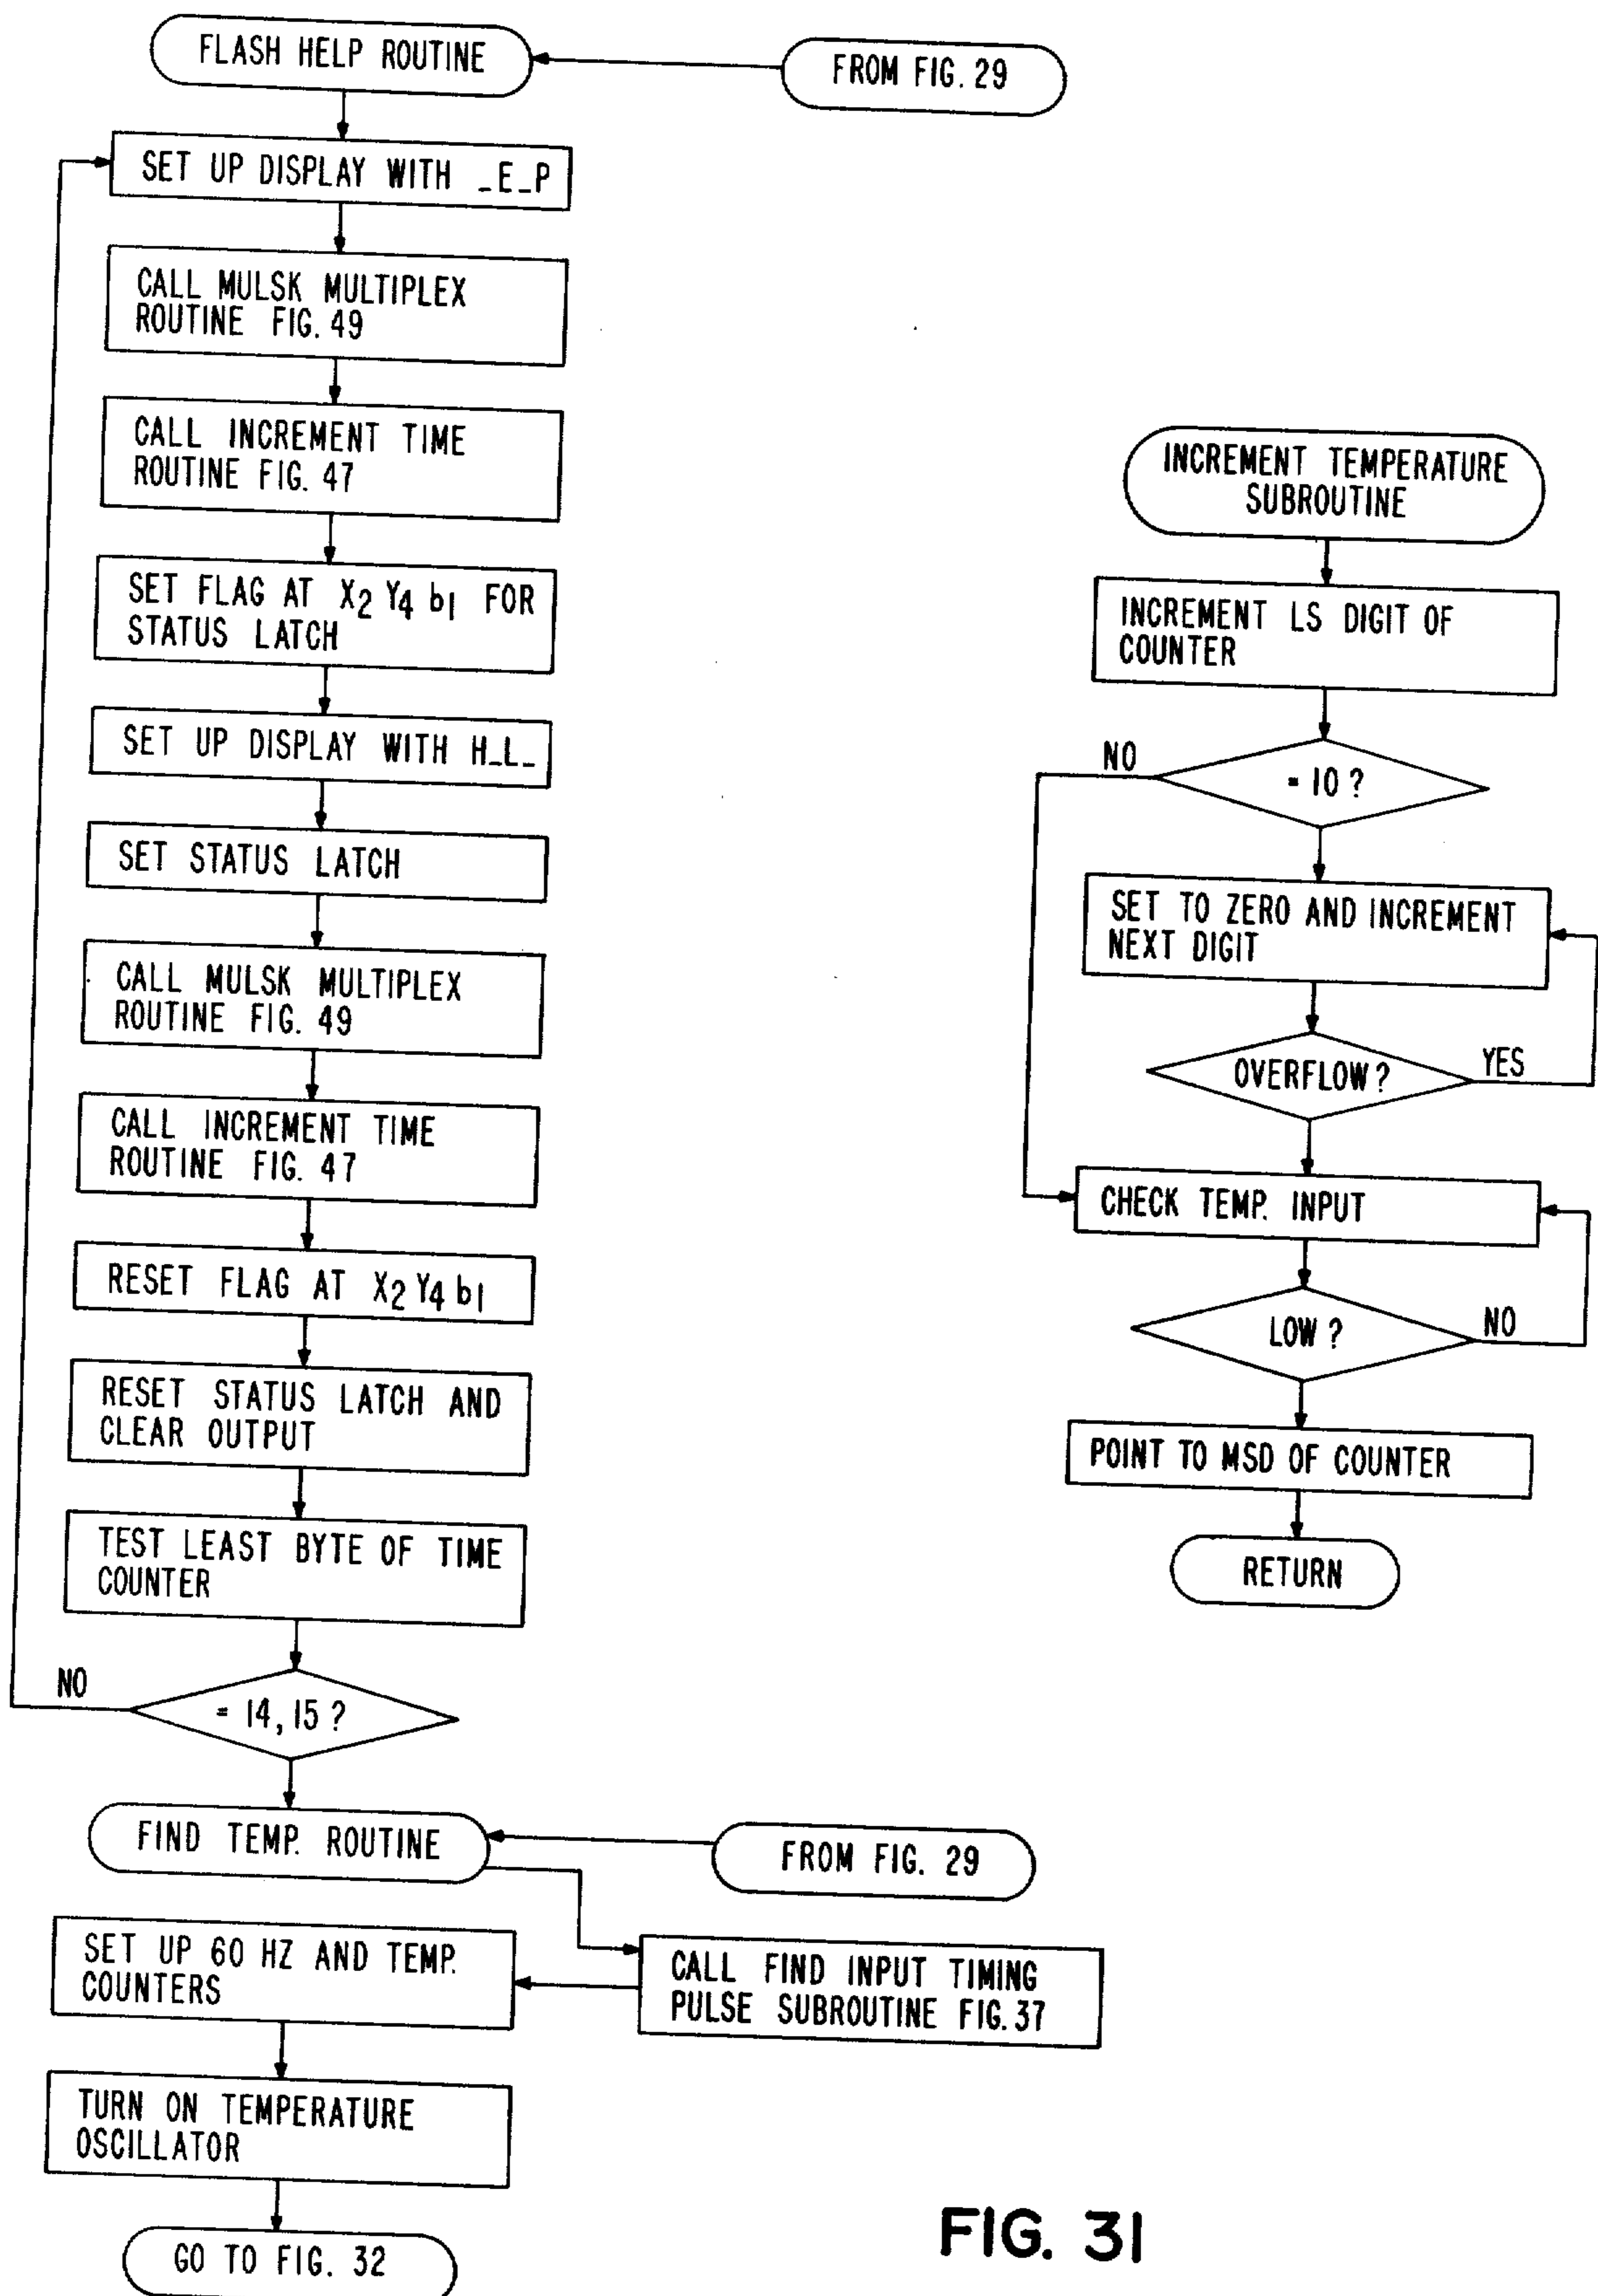 FLASH HELP ROUTINE
FROM FIG. 29
SET UP DISPLAY WITH _E_P
CALL MULSK MULTIPLEX
ROUTINE FIG. 49
CALL INCREMENT TIME
ROUTINE FIG. 47
SET FLAG AT X2 Y4 b1 FOR
STATUS LATCH
SET UP DISPLAY WITH H_L_
SET STATUS LATCH
CALL MULSK MULTIPLEX
ROUTINE FIG. 49
CALL INCREMENT TIME
ROUTINE FIG. 47
RESET FLAG AT X2 Y4 b1
RESET STATUS LATCH AND
CLEAR OUTPUT
TEST LEAST BYTE OF TIME
COUNTER
NO
= 14, 15 ?
FIND TEMP. ROUTINE
FROM FIG. 29
SET UP 60 HZ AND TEMP.
COUNTERS
CALL FIND INPUT TIMING
PULSE SUBROUTINE FIG. 37
TURN ON TEMPERATURE
OSCILLATOR
GO TO FIG. 32
INCREMENT TEMPERATURE
SUBROUTINE
INCREMENT LS DIGIT OF
COUNTER
NO
= 10 ?
SET TO ZERO AND INCREMENT
NEXT DIGIT
OVERFLOW ?
YES
CHECK TEMP. INPUT
LOW ?
NO
POINT TO MSD OF COUNTER
RETURN
FIG. 31